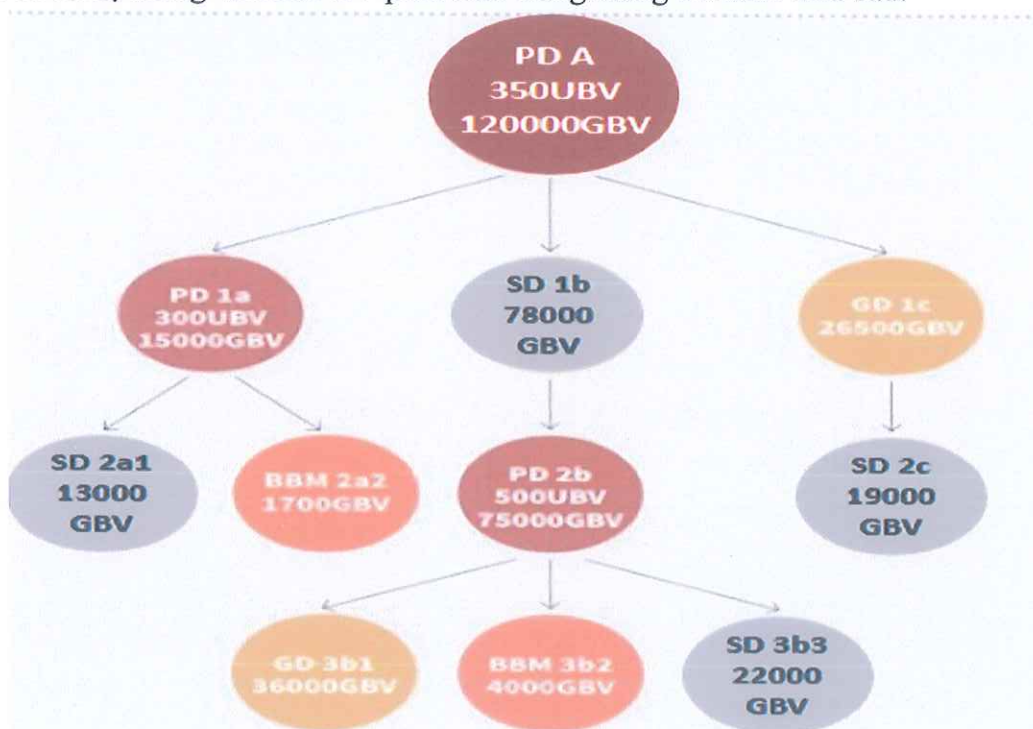 PD A
350UBV
120000GBV
PD 1a
300UBV
15000GBV
SD 1b
78000
GBV
GD 1c
26500GBV
SD 2a1
13000
GBV
BBM 2a2
1700GBV
PD 2b
500UBV
75000GBV
SD 2c
19000
GBV
GD 3b1
36000GBV
BBM 3b2
4000GBV
SD 3b3
22000
GBV